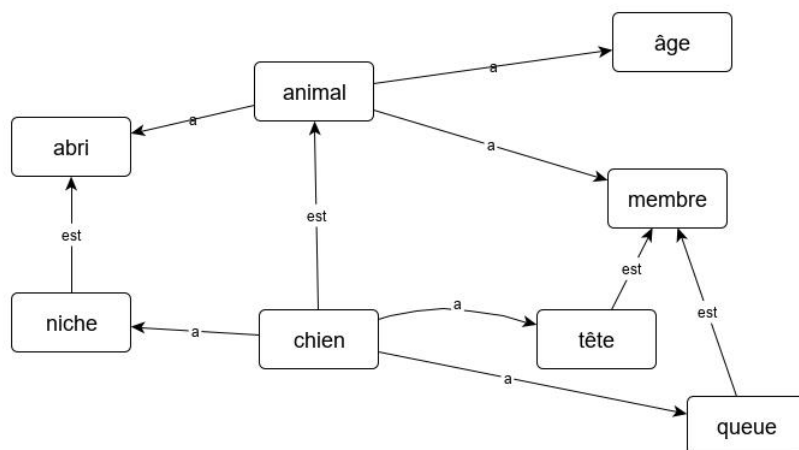 âge
animal
a
a
abri
a
membre
est
est
est
niche
a
chien
a
tête
est
a
queue